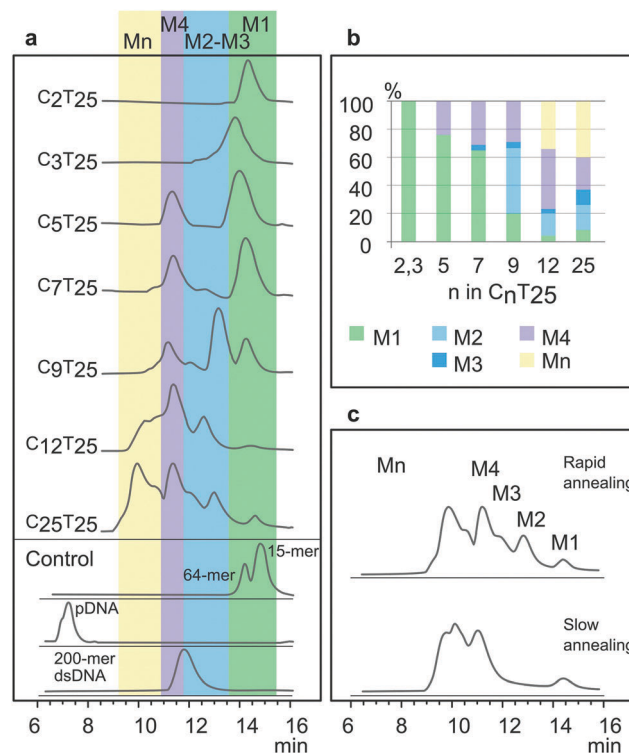 a
Mn
M4
M2-M3
M1
C2T25
C3T25
C5T25
C7T25
C9T25
C12T25
C25T25
Control
64-mer
15-mer
pDNA
200-mer
dsDNA
6 8 10 12 14 16
min
b
%
100
80
60
40
20
0
2,3 5 7 9 12 25
n in CnT25
M1 M2 M4
M3 Mn
c
Mn
M4
M3
M2
M1
Rapid
annealing
Slow
annealing
6 8 10 12 14 16
min